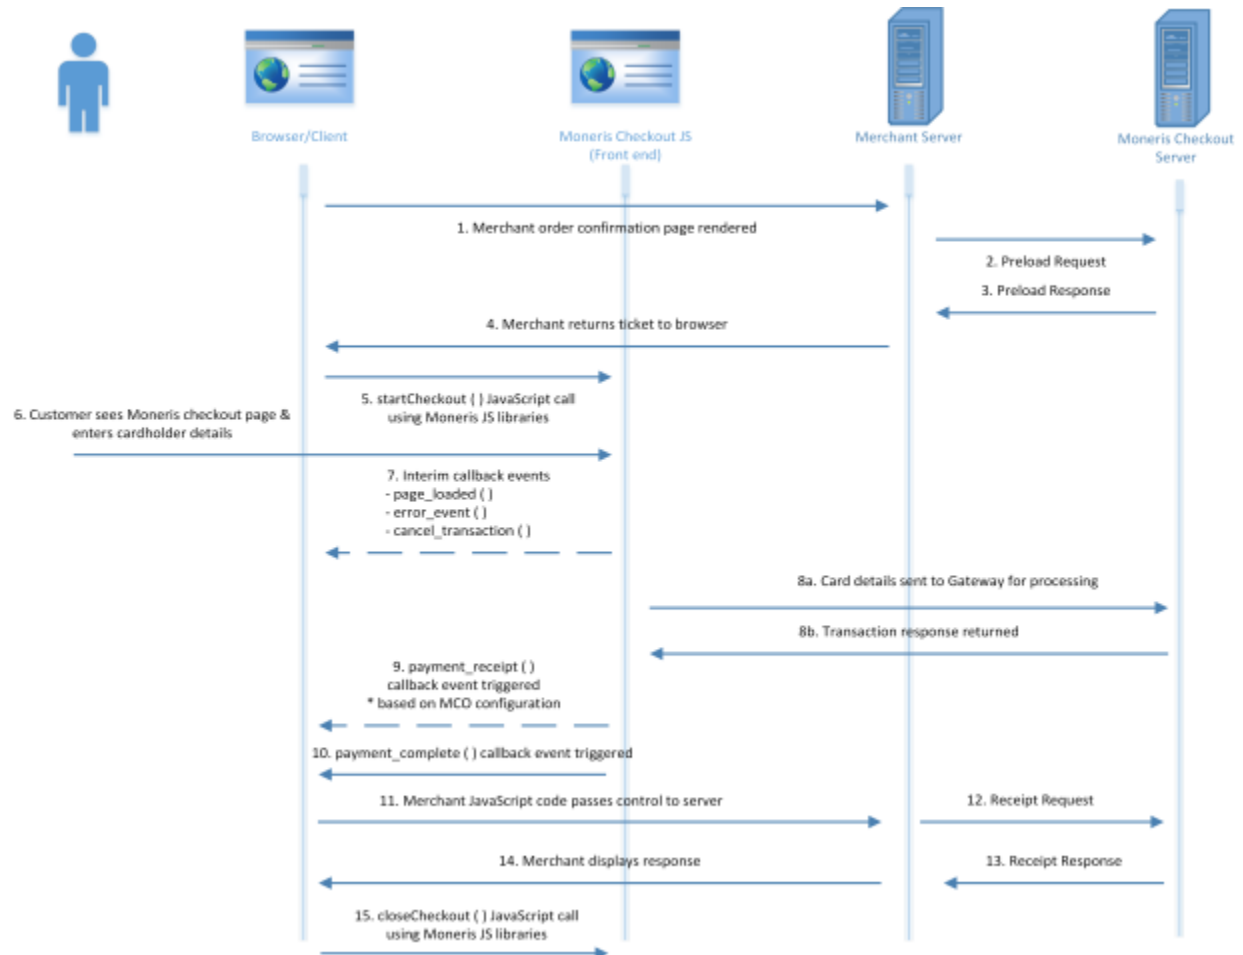 Browser/Client
Moneris Checkout JS
(Front end)
Merchant Server
Moneris Checkout
Server
1. Merchant order confirmation page rendered
2. Preload Request
3. Preload Response
4. Merchant returns ticket to browser
5. startCheckout ( ) JavaScript call
using Moneris JS libraries
6. Customer sees Moneris checkout page &
enters cardholder details
7. Interim callback events
- page_loaded ( )
- error_event ( )
- cancel_transaction ( )
8a. Card details sent to Gateway for processing
8b. Transaction response returned
9. payment_receipt ( )
callback event triggered
* based on MCO configuration
10. payment_complete ( ) callback event triggered
11. Merchant JavaScript code passes control to server
12. Receipt Request
13. Receipt Response
14. Merchant displays response
15. closeCheckout ( ) JavaScript call
using Moneris JS libraries